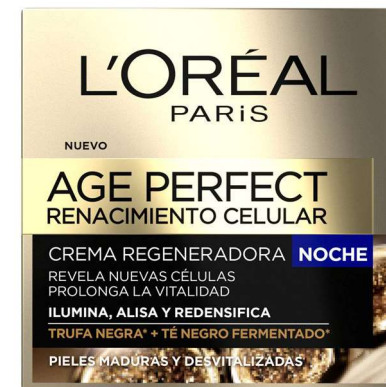 L'ORÉAL
PARiS
NUEVO
AGE PERFECT
RENACIMIENTO CELULAR
CREMA REGENERADORA NOCHE
REVELA NUEVAS CÉLULAS
PROLONGA LA VITALIDAD
ILUMINA, ALISA Y REDENSIFICA
TRUFA NEGRA* + TÉ NEGRO FERMENTADO*
PIELES MADURAS Y DESVITALIZADAS